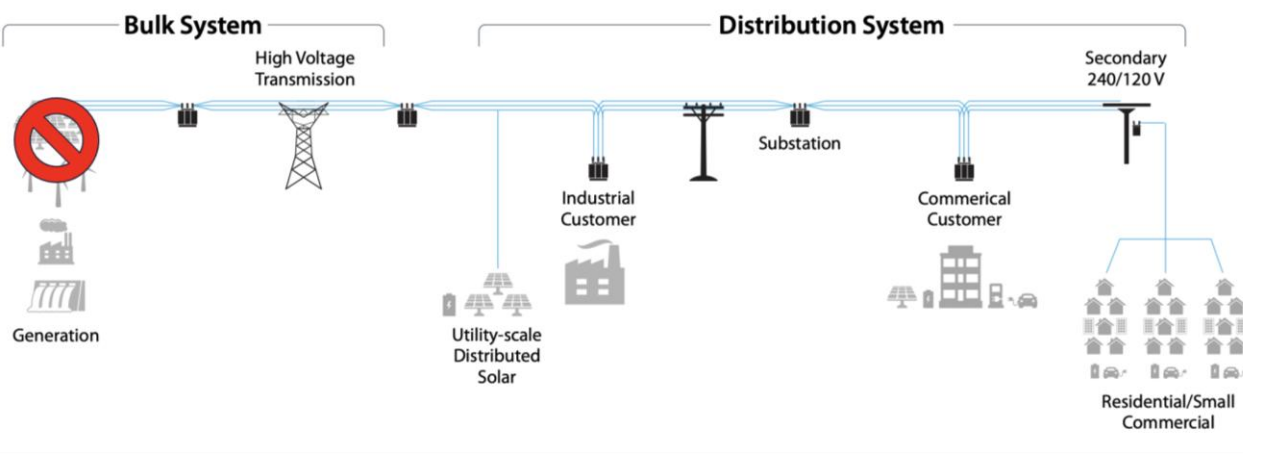 Bulk System
Distribution System
High Voltage
Transmission
Secondary
240/120 V
Substation
Industrial
Customer
Commerical
Customer
Generation
Utility-scale
Distributed
Solar
Residential/Small
Commercial